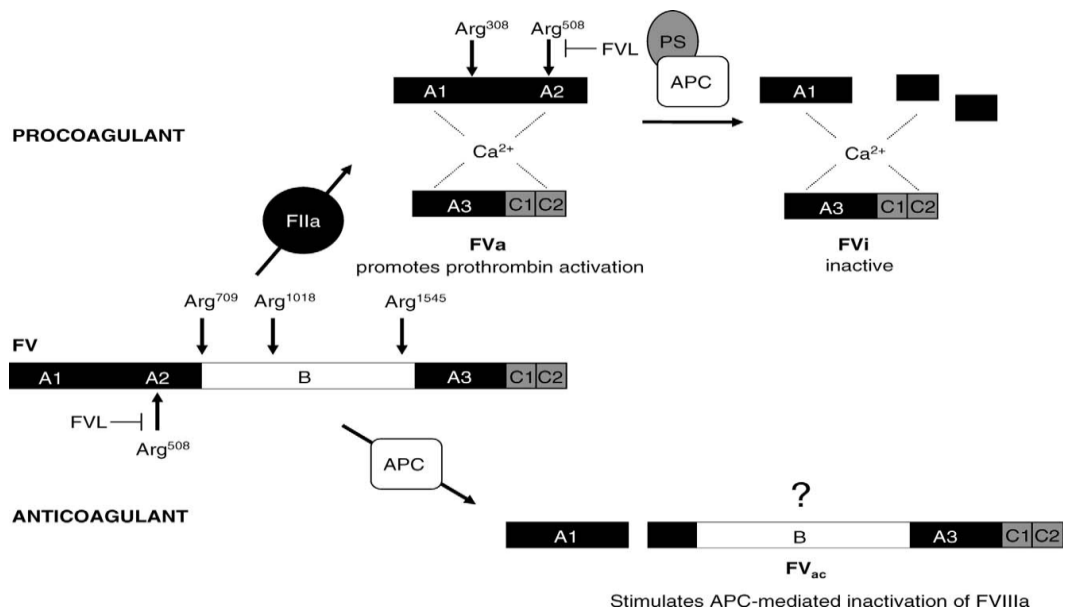 Arg308 Arg508
FVL PS
APC
A1 A2 A1
PROCOAGULANT
Ca2+ Ca2+
FIIa
A3 C1 C2 A3 C1 C2
FVa FVi
promotes prothrombin activation inactive
Arg709 Arg1018 Arg1545
FV
A1 A2 B A3 C1 C2
FVL
Arg508
APC
ANTICOAGULANT
?
A1 B A3 C1 C2
FVac
Stimulates APC-mediated inactivation of FVIIIa